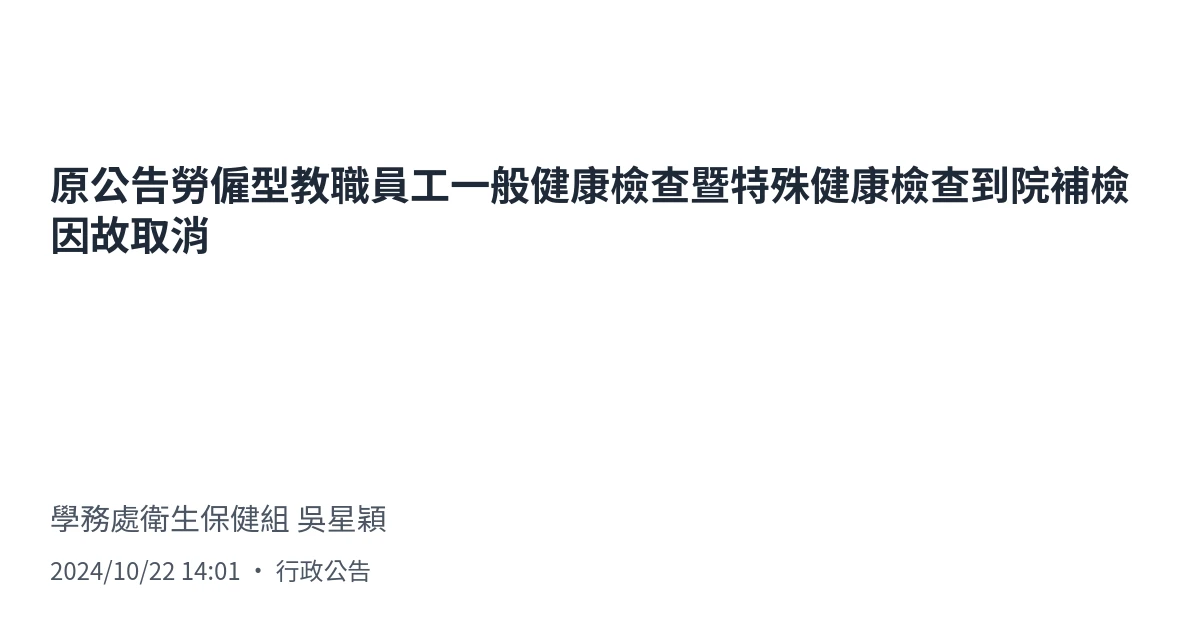 原公告勞僱型教職員工一般健康檢查暨特殊健康檢查到院補檢
因故取消
學務處衛生保健組 吳星穎
2024/10/22 14:01 • 行政公告